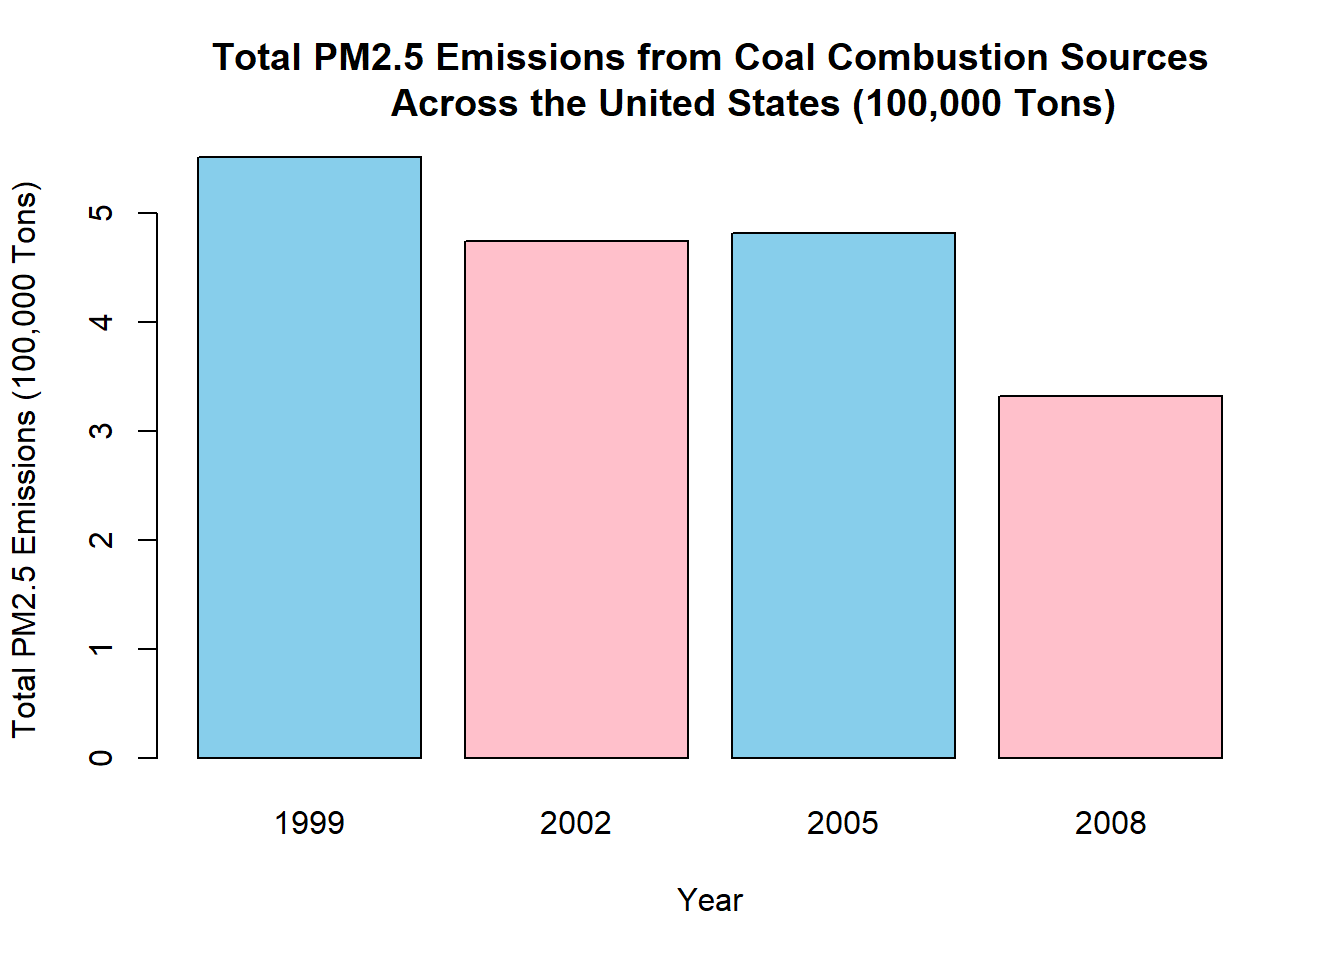 Total PM2.5 Emissions from Coal Combustion Sources
Across the United States (100,000 Tons)
Total PM2.5 Emissions (100,000 Tons)
5
4
3
2
1
0
1999 2002 2005 2008
Year